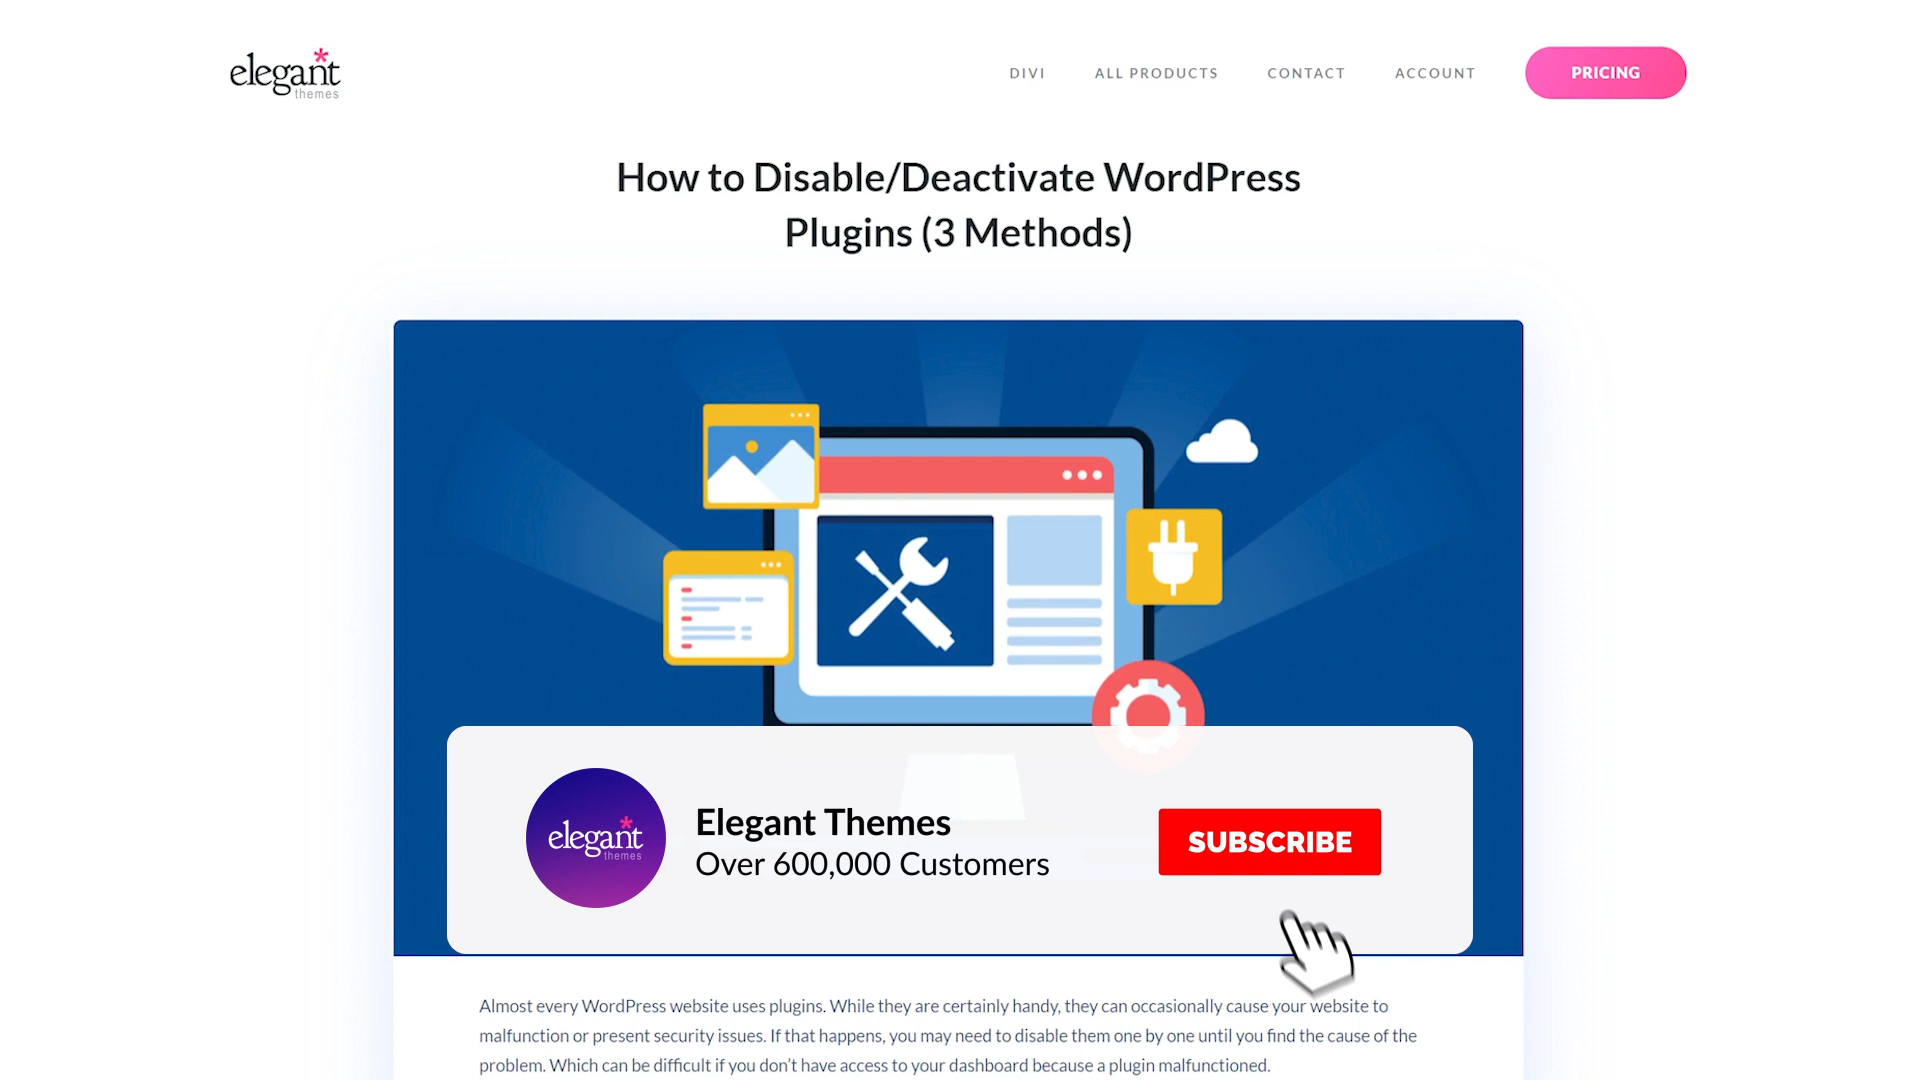 elegant
themes
DIVI
ALL PRODUCTS
CONTACT
ACCOUNT
PRICING
How to Disable/Deactivate WordPress
Plugins (3 Methods)
elegant
themes
Elegant Themes
Over 600,000 Customers
SUBSCRIBE
Almost every WordPress website uses plugins. While they are certainly handy, they can occasionally cause your website to
malfunction or present security issues. If that happens, you may need to disable them one by one until you find the cause of the
problem. Which can be difficult if you don’t have access to your dashboard because a plugin malfunctioned.